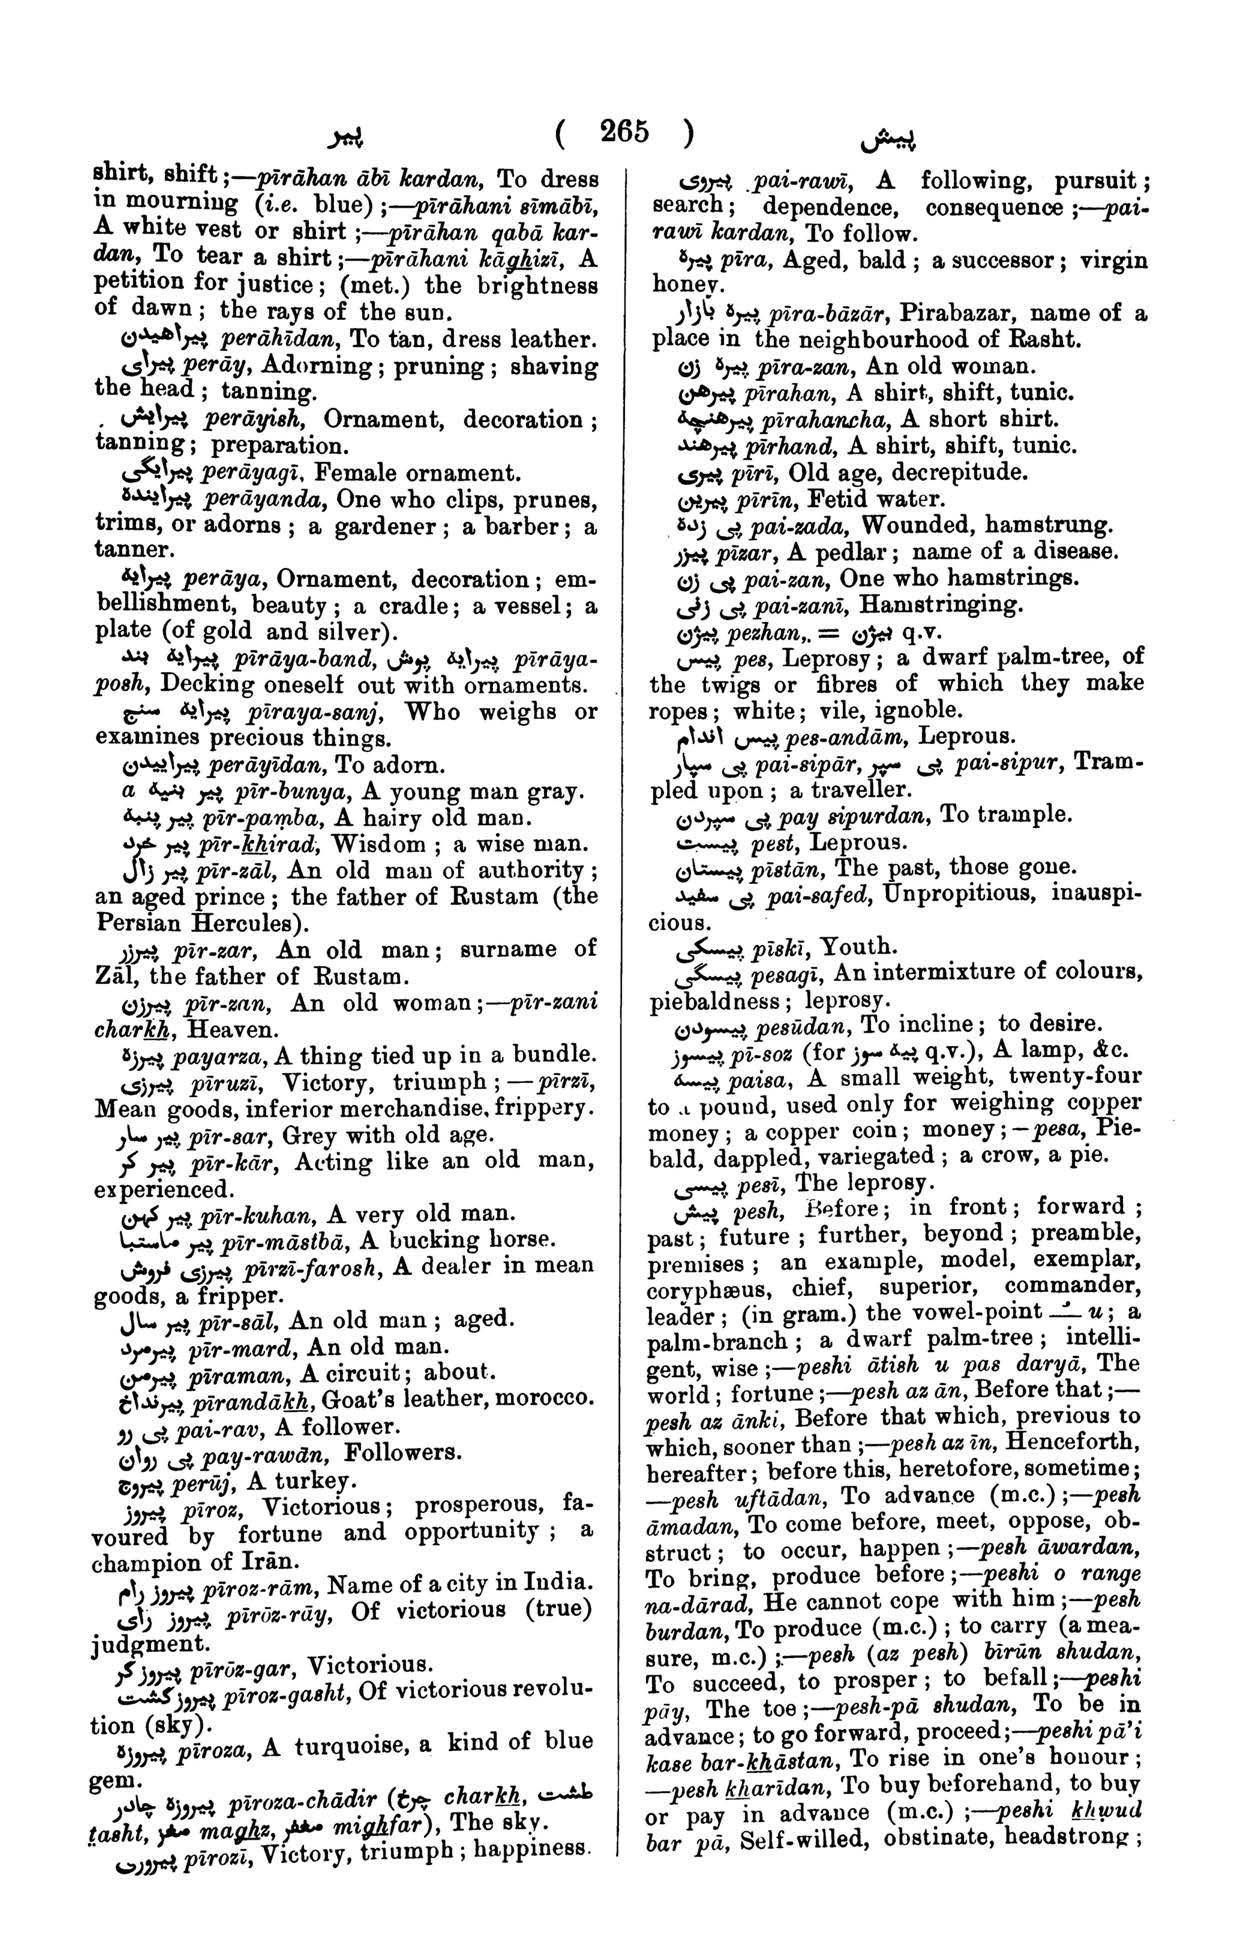 پیر ( 265 ) پیش
shirt, shift ;—pīrāhan ābī kardan, To dress
in mourning (i.e. blue) ;—pīrāhani sīmābī,
A white vest or shirt ;—pīrāhan qabā kar-
dan, To tear a shirt ;—pīrāhani kāghizī, A
petition for justice ; (met.) the brightness
of dawn ; the rays of the sun.
پیراهیدن perāhīdan, To tan, dress leather.
پیرای perāy, Adorning ; pruning ; shaving
the head ; tanning.
پیرایش perāyish, Ornament, decoration ;
tanning ; preparation.
پیرایگی perāyagī, Female ornament.
پیراینده perāyanda, One who clips, prunes,
trims, or adorns ; a gardener ; a barber ; a
tanner.
پیرایه perāya, Ornament, decoration ; em-
bellishment, beauty ; a cradle ; a vessel ; a
plate (of gold and silver).
پیرایه بند pīrāya-band, پیرایه پوش pīrāya-
posh, Decking oneself out with ornaments.
پیرایه سنج pīraya-sanj, Who weighs or
examines precious things.
پیراییدن perāyīdan, To adorn.
a پیر بنیه pīr-bunya, A young man gray.
پیر پنبه pīr-paṃba, A hairy old man.
پیر خرد pīr-khirad, Wisdom ; a wise man.
پیر زال pīr-zāl, An old man of authority ;
an aged prince ; the father of Rustam (the
Persian Hercules).
پیرزر pīr-zar, An old man ; surname of
Zāl, the father of Rustam.
پیرزن pīr-zan, An old woman ;—pīr-zani
charkh, Heaven.
پیرزه payarza, A thing tied up in a bundle.
پیرزی pīruzī, Victory, triumph ; — pīrzī,
Mean goods, inferior merchandise, frippery.
پیر سار pīr-sar, Grey with old age.
پیر کر pīr-kār, Acting like an old man,
experienced.
پیر کهن pīr-kuhan, A very old man.
پیر ماستبا pīr-māstbā, A bucking horse.
پیرزی فروش pīrzī-farosh, A dealer in mean
goods, a fripper.
پیر سال pīr-sāl, An old man ; aged.
پیرمرد pīr-mard, An old man.
پیرمن pīraman, A circuit ; about.
پیرنداخ pīrandākh, Goat's leather, morocco.
پی رو pai-rav, A follower.
پی روان pay-rawān, Followers.
پیروج perūj, A turkey.
پیروز pīroz, Victorious ; prosperous, fa-
voured by fortune and opportunity ; a
champion of Irān.
پیروز رام pīroz-rām, Name of a city in India.
پیروز رای pīrōz-rāy, Of victorious (true)
judgment.
پیروز گر pīrōz-gar, Victorious.
پیروز گشت pīroz-gasht, Of victorious revolu-
tion (sky).
پیروزه pīroza, A turquoise, a kind of blue
gem.
پیروزه چادر pīroza-chādir (چرخ charkh, طشت
t̤asht, مغز maghz, مغفر mighfar), The sky.
پیروزی pīrozī, Victory, triumph ; happiness.
پیروی pai-rawī, A following, pursuit ;
search ; dependence, consequence ;—pai-
rawī kardan, To follow.
پیره pīra, Aged, bald ; a successor ; virgin
honey.
پیره بازار pīra-bāzār, Pirabazar, name of a
place in the neighbourhood of Rasht.
پیره زن pīra-zan, An old woman.
پیرهن pīrahan, A shirt, shift, tunic.
پیرهنچه pīrahancha, A short shirt.
پیرهند pīrhand, A shirt, shift, tunic.
پیری pīrī, Old age, decrepitude.
پیرین pīrīn, Fetid water.
پی زده pai-zada, Wounded, hamstrung.
پیزر pīzar, A pedlar ; name of a disease.
پی زن pai-zan, One who hamstrings.
پی زنی pai-zanī, Hamstringing.
پیژن pezhan, = بیژن q.v.
پیس pes, Leprosy ; a dwarf palm-tree, of
the twigs or fibres of which they make
ropes ; white ; vile, ignoble.
پیس اندام pes-andām, Leprous.
پی سپار pai-sipār, پی سپر pai-sipur, Tram-
pled upon ; a traveller.
پی سپردن pay sipurdan, To trample.
پیست pest, Leprous.
پیستان pīstān, The past, those gone.
پی سفید pai-safed, Unpropitious, inauspi-
cious.
پیسکی pīskī, Youth.
پیسگی pesagī, An intermixture of colours,
piebaldness ; leprosy.
پیسودن pesūdan, To incline ; to desire.
پیسوز pī-soz (for پیه سوز q.v.), A lamp, &c.
پیسه paisa, A small weight, twenty-four
to a pound, used only for weighing copper
money ; a copper coin ; money ;—pesa, Pie-
bald, dappled, variegated ; a crow, a pie.
پیسی pesī, The leprosy.
پیش pesh, Before ; in front ; forward ;
past ; future ; further, beyond ; preamble,
premises ; an example, model, exemplar,
coryphæus, chief, superior, commander,
leader ; (in gram.) the vowel-point ـُ u ; a
palm-branch ; a dwarf palm-tree ; intelli-
gent, wise ;—peshi ātish u pas daryā, The
world ; fortune ;—pesh az ān, Before that ;—
pesh az ānki, Before that which, previous to
which, sooner than ;—pesh az īn, Henceforth,
hereafter ; before this, heretofore, sometime ;
—pesh uftādan, To advance (m.c.) ;—pesh
āmadan, To come before, meet, oppose, ob-
struct ; to occur, happen ;—pesh āwardan,
To bring, produce before ;—peshi o range
na-dārad, He cannot cope with him ;—pesh
burdan, To produce (m.c.) ; to carry (a mea-
sure, m.c.) ;—pesh (az pesh) bīrūn shudan,
To succeed, to prosper ; to befall ;—peshi
pāy, The toe ;—pesh-pā shudan, To be in
advance ; to go forward, proceed ;—peshi pā'i
kase bar-khāstan, To rise in one's honour ;
—pesh kharīdan, To buy beforehand, to buy
or pay in advance (m.c.) ;—peshi khẉud
bar pā, Self-willed, obstinate, headstrong ;